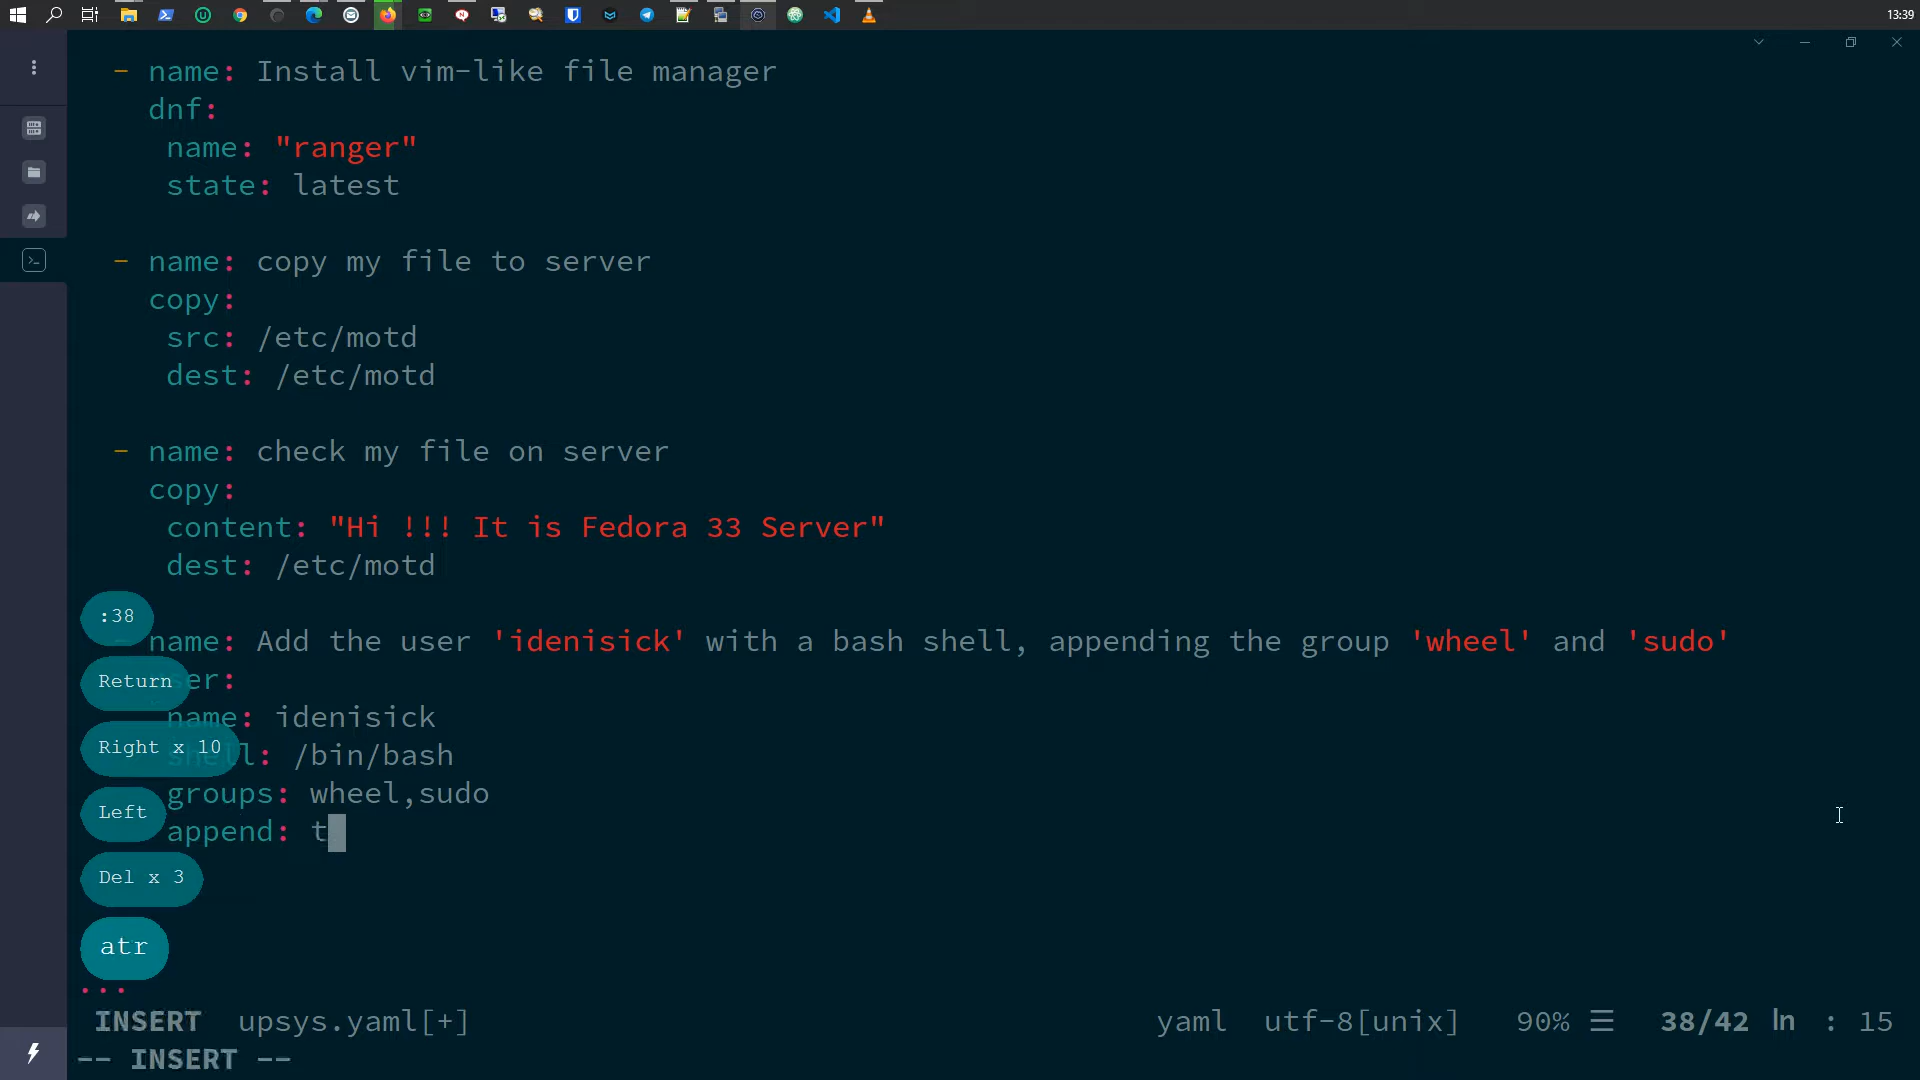 13:39
- name: Install vim-like file manager
dnf:
name: "ranger"
state: latest
- name: copy my file to server
copy:
src: /etc/motd
dest: /etc/motd
- name: check my file on server
copy:
content: "Hi !!! It is Fedora 33 Server"
dest: /etc/motd
:38
- name: Add the user 'idenisick' with a bash shell, appending the group 'wheel' and 'sudo'
Return
ser:
name: idenisick
Right x 10
shell: /bin/bash
groups: wheel,sudo
Left
append: t
Del x 3
atr
...
INSERT upsys.yaml[+] yaml utf-8[unix] 90% ☰ 38/42 ln : 15
-- INSERT --